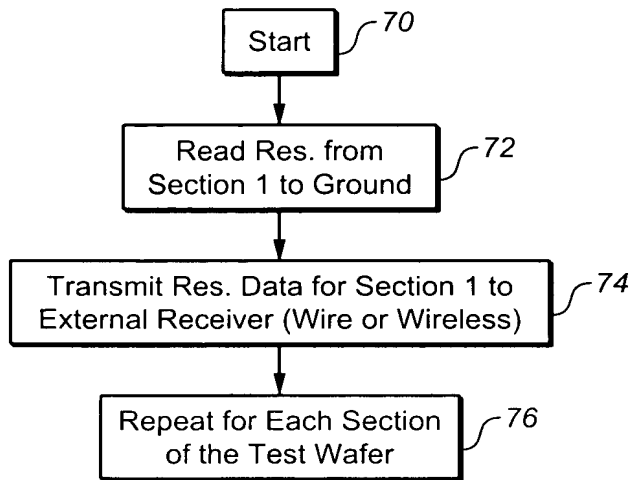 Start
70
Read Res. from
Section 1 to Ground
72
Transmit Res. Data for Section 1 to
External Receiver (Wire or Wireless)
74
Repeat for Each Section
of the Test Wafer
76